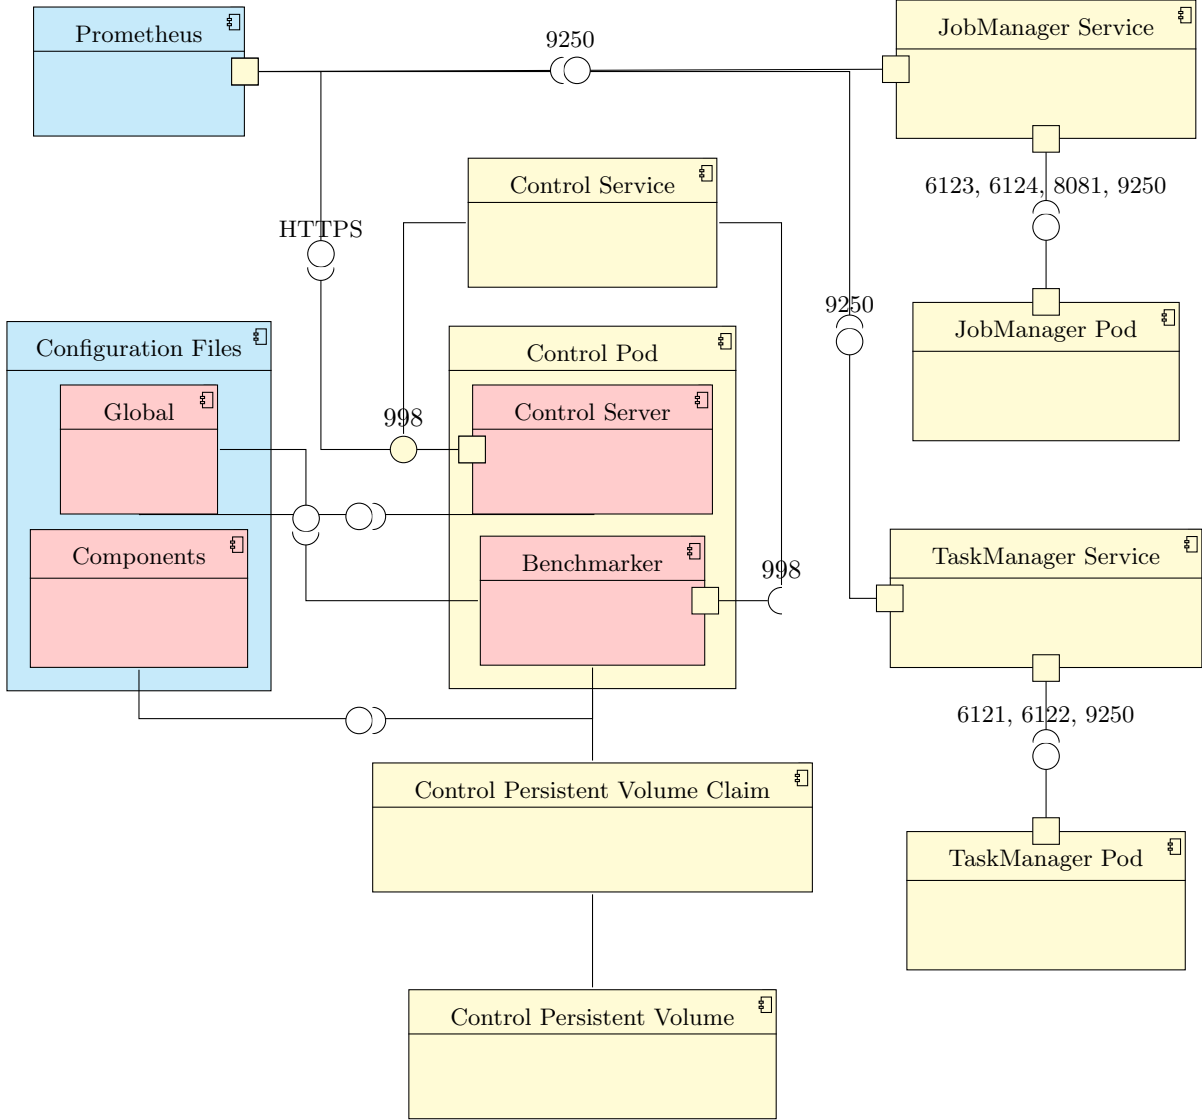 Prometheus
9250
JobManager Service
6123, 6124, 8081, 9250
Control Service
HTTPS
9250
JobManager Pod
Configuration Files
Control Pod
Global
998
Control Server
Components
Benchmarker
998
TaskManager Service
6121, 6122, 9250
Control Persistent Volume Claim
TaskManager Pod
Control Persistent Volume